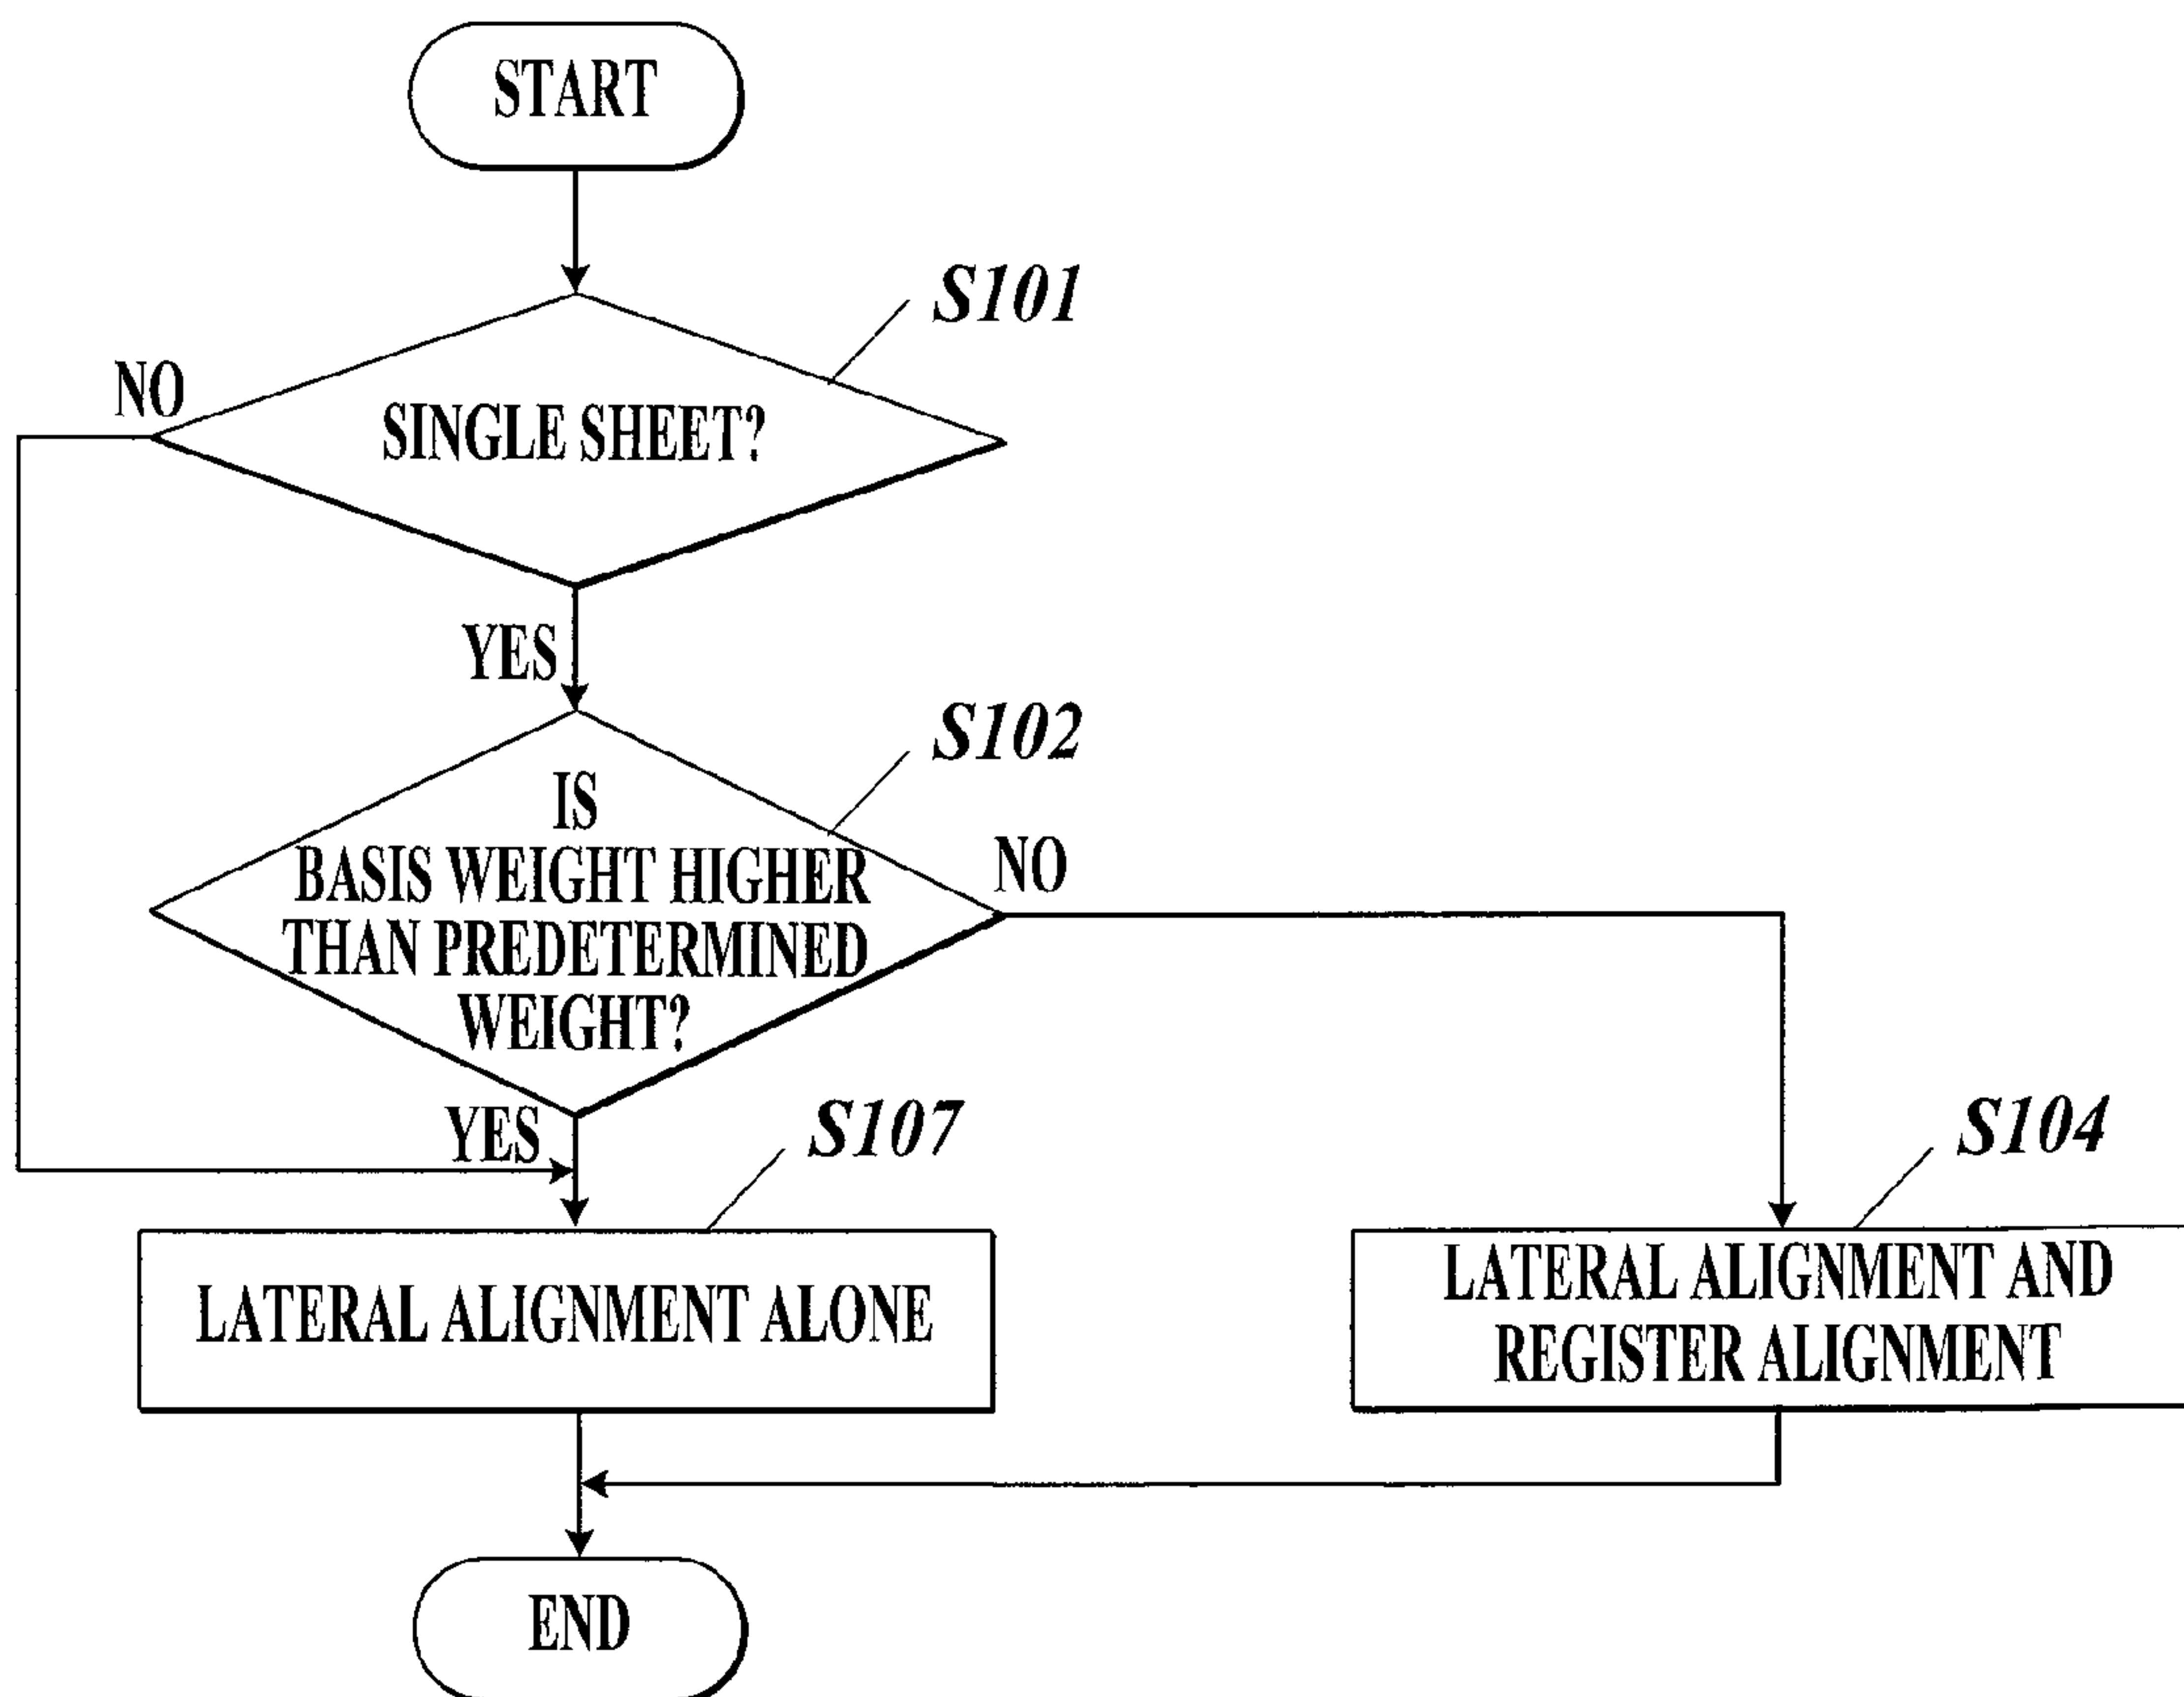 START
S101
NO
SINGLE SHEET?
YES
S102
IS
BASIS WEIGHT HIGHER
THAN PREDETERMINED
WEIGHT?
NO
YES
S107
S104
LATERAL ALIGNMENT ALONE
LATERAL ALIGNMENT AND
REGISTER ALIGNMENT
END